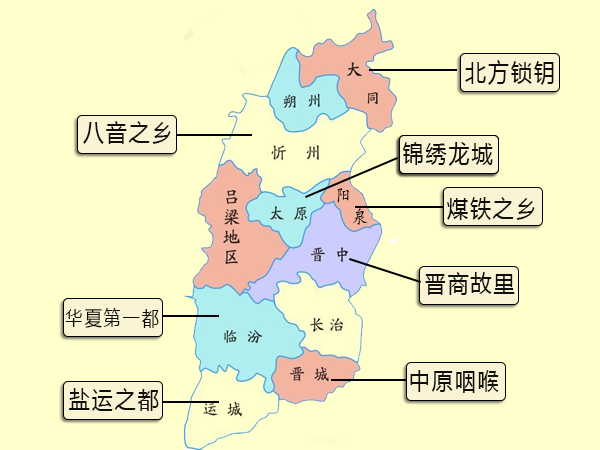 大同
北方锁钥
朔州
八音之乡
忻州
锦绣龙城
吕梁地区
太原
阳泉
煤铁之乡
晋中
晋商故里
华夏第一都
临汾
长治
晋城
中原咽喉
盐运之都
运城